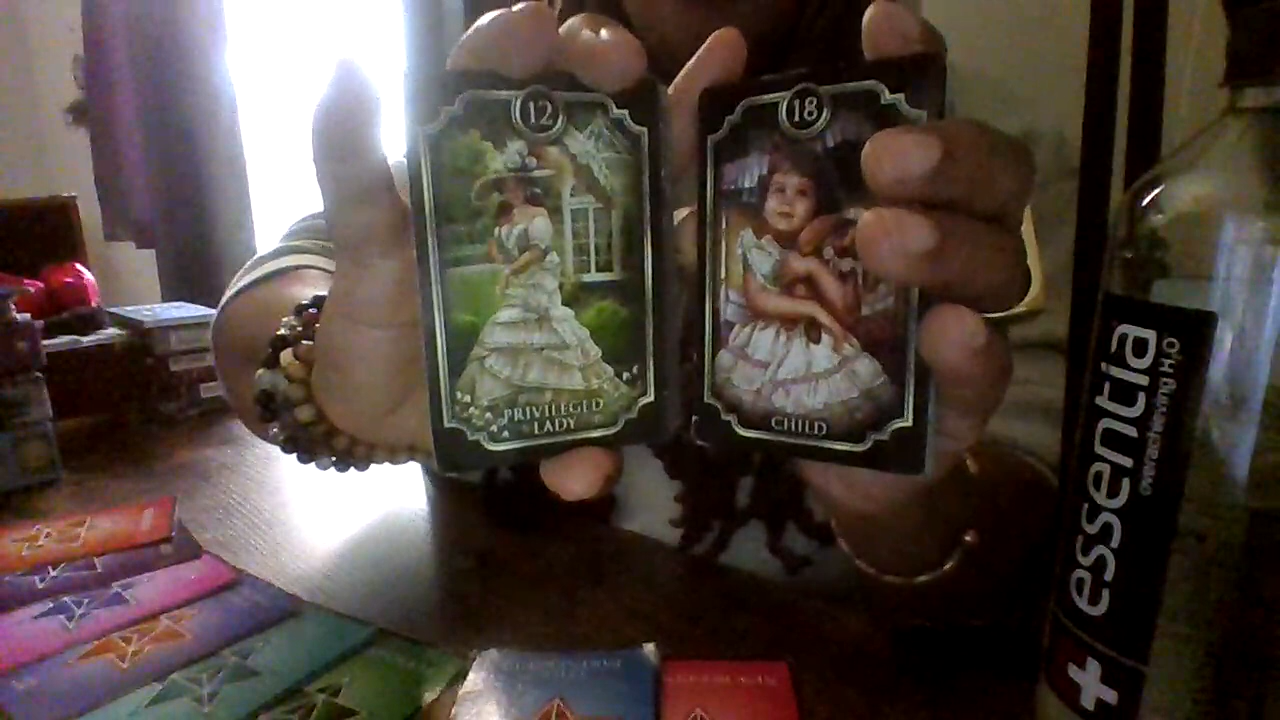 12
PRIVILEGED
LADY
18
CHILD
essentia
overachieving H₂O